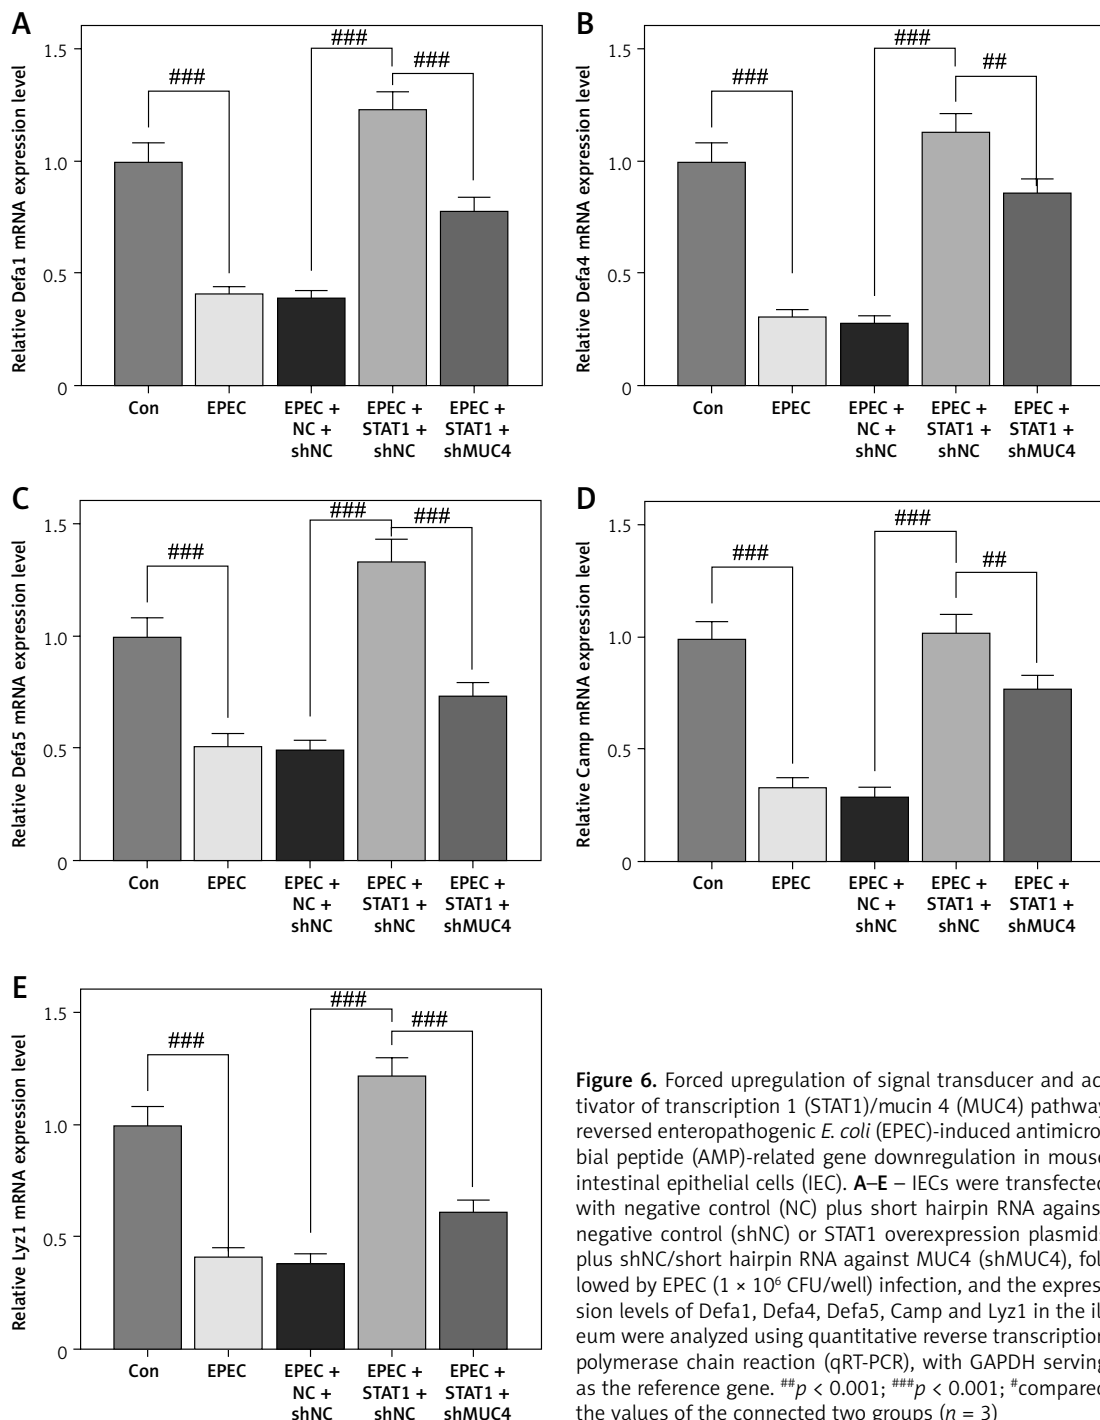 A
Relative Defa1 mRNA expression level
1.5
1.0
0.5
0
###
###
###
Con EPEC EPEC + EPEC + EPEC +
NC + STAT1 + STAT1 +
shNC shNC shMUC4
B
Relative Defa4 mRNA expression level
1.5
1.0
0.5
0
###
###
##
Con EPEC EPEC + EPEC + EPEC +
NC + STAT1 + STAT1 +
shNC shNC shMUC4
C
Relative Defa5 mRNA expression level
1.5
1.0
0.5
0
###
###
###
Con EPEC EPEC + EPEC + EPEC +
NC + STAT1 + STAT1 +
shNC shNC shMUC4
D
Relative Camp mRNA expression level
1.5
1.0
0.5
0
###
###
##
Con EPEC EPEC + EPEC + EPEC +
NC + STAT1 + STAT1 +
shNC shNC shMUC4
E
Relative Lyz1 mRNA expression level
1.5
1.0
0.5
0
###
###
###
Con EPEC EPEC + EPEC + EPEC +
NC + STAT1 + STAT1 +
shNC shNC shMUC4
Figure 6. Forced upregulation of signal transducer and ac-
tivator of transcription 1 (STAT1)/mucin 4 (MUC4) pathway
reversed enteropathogenic E. coli (EPEC)-induced antimicro-
bial peptide (AMP)-related gene downregulation in mouse
intestinal epithelial cells (IEC). A–E – IECs were transfected
with negative control (NC) plus short hairpin RNA against
negative control (shNC) or STAT1 overexpression plasmids
plus shNC/short hairpin RNA against MUC4 (shMUC4), fol-
lowed by EPEC (1 × 10⁶ CFU/well) infection, and the expres-
sion levels of Defa1, Defa4, Defa5, Camp and Lyz1 in the il-
eum were analyzed using quantitative reverse transcription
polymerase chain reaction (qRT-PCR), with GAPDH serving
as the reference gene. ##p < 0.001; ###p < 0.001; #compared
the values of the connected two groups (n = 3)